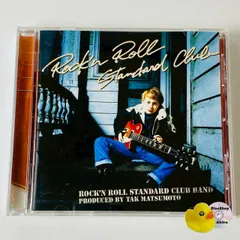 Rock'n Roll
Standard Club
ROCK'N ROLL STANDARD CLUB BAND
PRODUCED BY TAK MATSUMOTO